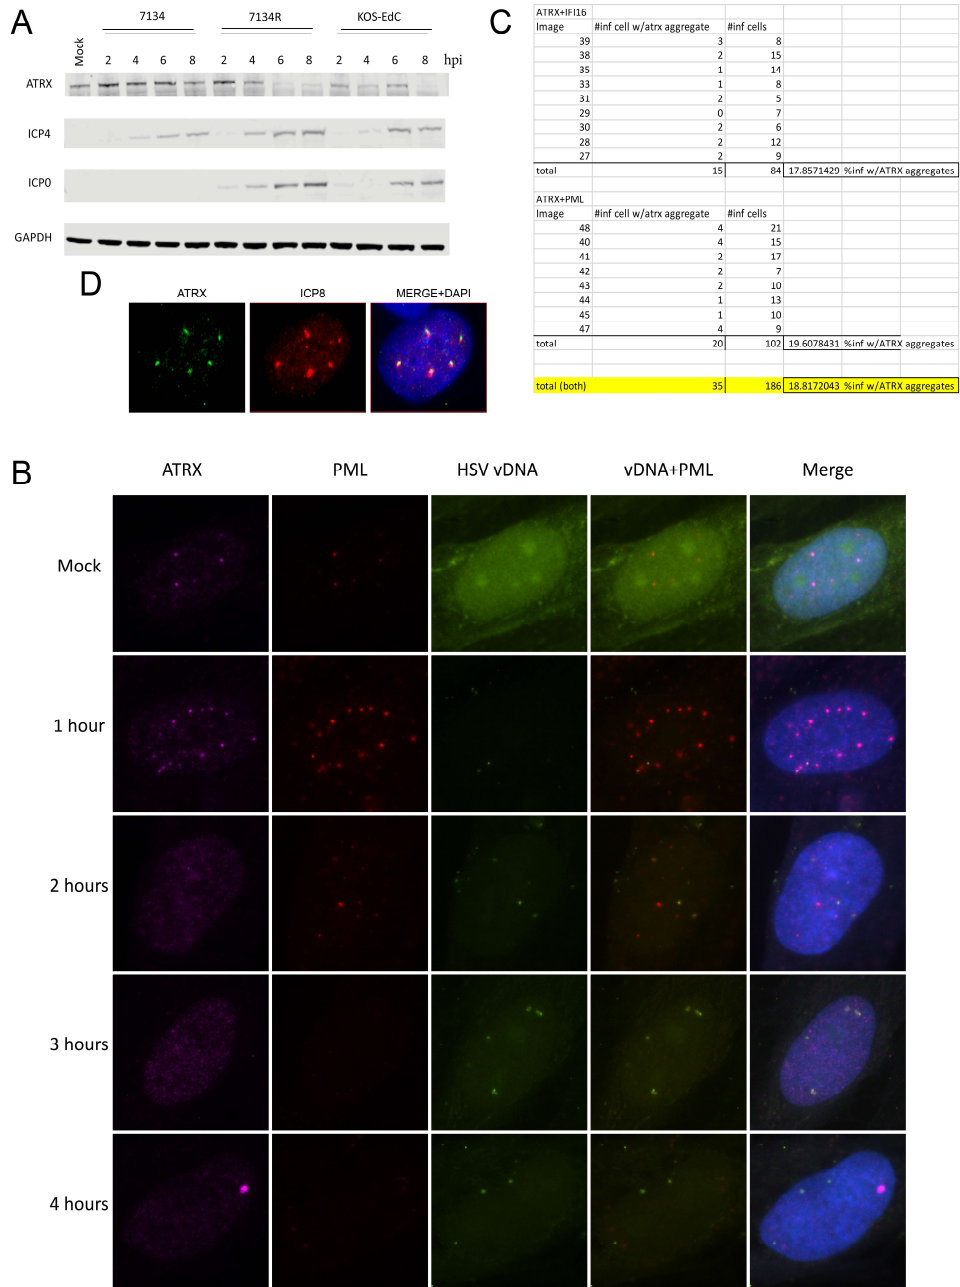 A
7134
7134R
KOS-EdC
Mock
2 4 6 8 2 4 6 8 2 4 6 8 hpi
ATRX
ICP4
ICP0
GAPDH
C
ATRX+IFI16
Image #inf cell w/atrx aggregate #inf cells
39 3 8
38 2 15
35 1 14
33 1 8
31 2 5
29 0 7
30 2 6
28 2 12
27 2 9
total 15 84 17.8571429 %inf w/ATRX aggregates
ATRX+PML
Image #inf cell w/atrx aggregate #inf cells
48 4 21
40 4 15
41 2 17
42 2 7
43 2 10
44 1 13
45 1 10
47 4 9
total 20 102 19.6078431 %inf w/ATRX aggregates
total (both) 35 186 18.8172043 %inf w/ATRX aggregates
D
ATRX ICP8 MERGE+DAPI
B
ATRX PML HSV vDNA vDNA+PML Merge
Mock
1 hour
2 hours
3 hours
4 hours